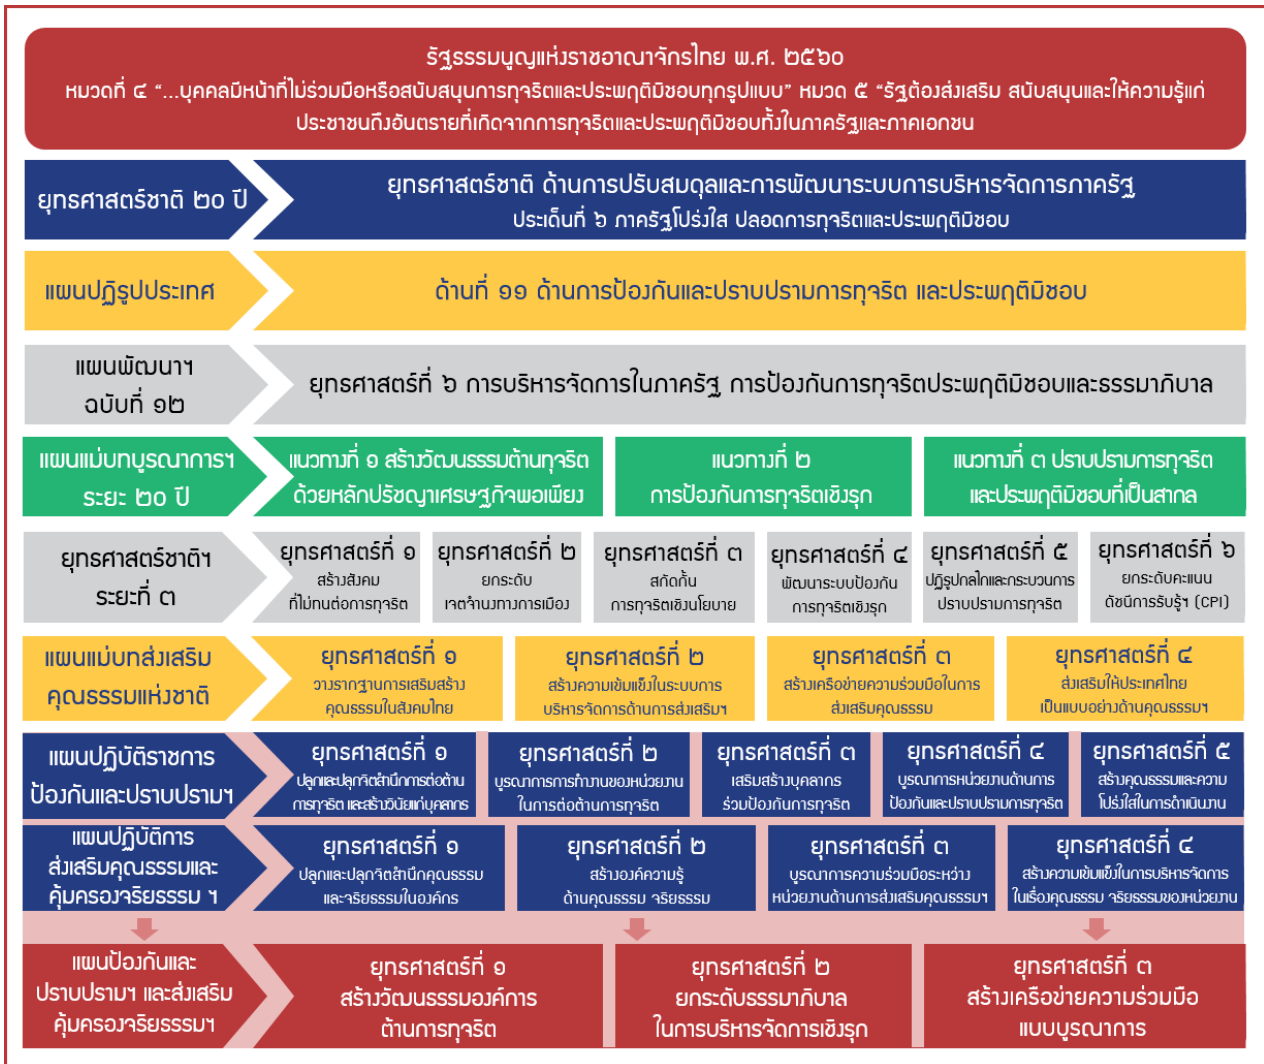 รัฐธรรมนูญแห่งราชอาณาจักรไทย พ.ศ. ๒๕๖๐
หมวดที่ ๔ “...บุคคลมีหน้าที่ไม่ร่วมมือหรือสนับสนุนการทุจริตและประพฤติมิชอบทุกรูปแบบ” หมวด ๕ “รัฐต้องส่งเสริม สนับสนุนและให้ความรู้แก่
ประชาชนถึงอันตรายที่เกิดจากการทุจริตและประพฤติมิชอบทั้งในภาครัฐและภาคเอกชน
ยุทธศาสตร์ชาติ ๒๐ ปี
ยุทธศาสตร์ชาติ ด้านการปรับสมดุลและการพัฒนาระบบการบริหารจัดการภาครัฐ
ประเด็นที่ ๖ ภาครัฐโปร่งใส ปลอดการทุจริตและประพฤติมิชอบ
แผนปฏิรูปประเทศ
ด้านที่ ๑๑ ด้านการป้องกันและปราบปรามการทุจริต และประพฤติมิชอบ
แผนพัฒนาฯ
ฉบับที่ ๑๒
ยุทธศาสตร์ที่ ๖ การบริหารจัดการในภาครัฐ การป้องกันการทุจริตประพฤติมิชอบและธรรมาภิบาล
แผนแม่บทบูรณาการฯ
ระยะ ๒๐ ปี
แนวทางที่ ๑ สร้างวัฒนธรรมต้านทุจริต
ด้วยหลักปรัชญาเศรษฐกิจพอเพียง
แนวทางที่ ๒
การป้องกันการทุจริตเชิงรุก
แนวทางที่ ๓ ปราบปรามการทุจริต
และประพฤติมิชอบที่เป็นสากล
ยุทธศาสตร์ชาติฯ
ระยะที่ ๓
ยุทธศาสตร์ที่ ๑
สร้างสังคม
ที่ไม่ทนต่อการทุจริต
ยุทธศาสตร์ที่ ๒
ยกระดับ
เจตจำนงทางการเมือง
ยุทธศาสตร์ที่ ๓
สกัดกั้น
การทุจริตเชิงนโยบาย
ยุทธศาสตร์ที่ ๔
พัฒนาระบบป้องกัน
การทุจริตเชิงรุก
ยุทธศาสตร์ที่ ๕
ปฏิรูปกลไกและกระบวนการ
ปราบปรามการทุจริต
ยุทธศาสตร์ที่ ๖
ยกระดับคะแนน
ดัชนีการรับรู้ฯ (CPI)
แผนแม่บทส่งเสริม
คุณธรรมแห่งชาติ
ยุทธศาสตร์ที่ ๑
วางรากฐานการเสริมสร้าง
คุณธรรมในสังคมไทย
ยุทธศาสตร์ที่ ๒
สร้างความเข้มแข็งในระบบการ
บริหารจัดการด้านการส่งเสริมฯ
ยุทธศาสตร์ที่ ๓
สร้างเครือข่ายความร่วมมือในการ
ส่งเสริมคุณธรรม
ยุทธศาสตร์ที่ ๔
ส่งเสริมให้ประเทศไทย
เป็นแบบอย่างด้านคุณธรรมฯ
แผนปฏิบัติราชการ
ป้องกันและปราบปรามฯ
ยุทธศาสตร์ที่ ๑
ปลูกและปลุกจิตสำนึกการต่อต้าน
การทุจริต และสร้างวินัยแก่บุคลากร
ยุทธศาสตร์ที่ ๒
บูรณาการการทำงานของหน่วยงาน
ในการต่อต้านการทุจริต
ยุทธศาสตร์ที่ ๓
เสริมสร้างบุคลากร
ร่วมป้องกันการทุจริต
ยุทธศาสตร์ที่ ๔
บูรณาการหน่วยงานด้านการ
ป้องกันและปราบปรามการทุจริต
ยุทธศาสตร์ที่ ๕
สร้างคุณธรรมและความ
โปร่งใสในการดำเนินงาน
แผนปฏิบัติการ
ส่งเสริมคุณธรรมและ
คุ้มครองจริยธรรม ฯ
ยุทธศาสตร์ที่ ๑
ปลูกและปลุกจิตสำนึกคุณธรรม
และจริยธรรมในองค์กร
ยุทธศาสตร์ที่ ๒
สร้างองค์ความรู้
ด้านคุณธรรม จริยธรรม
ยุทธศาสตร์ที่ ๓
บูรณาการความร่วมมือระหว่าง
หน่วยงานด้านการส่งเสริมคุณธรรมฯ
ยุทธศาสตร์ที่ ๔
สร้างความเข้มแข็งในการบริหารจัดการ
ในเรื่องคุณธรรม จริยธรรมของหน่วยงาน
แผนป้องกันและ
ปราบปรามฯ และส่งเสริม
คุ้มครองจริยธรรมฯ
ยุทธศาสตร์ที่ ๑
สร้างวัฒนธรรมองค์การ
ต้านการทุจริต
ยุทธศาสตร์ที่ ๒
ยกระดับธรรมาภิบาล
ในการบริหารจัดการเชิงรุก
ยุทธศาสตร์ที่ ๓
สร้างเครือข่ายความร่วมมือ
แบบบูรณาการ